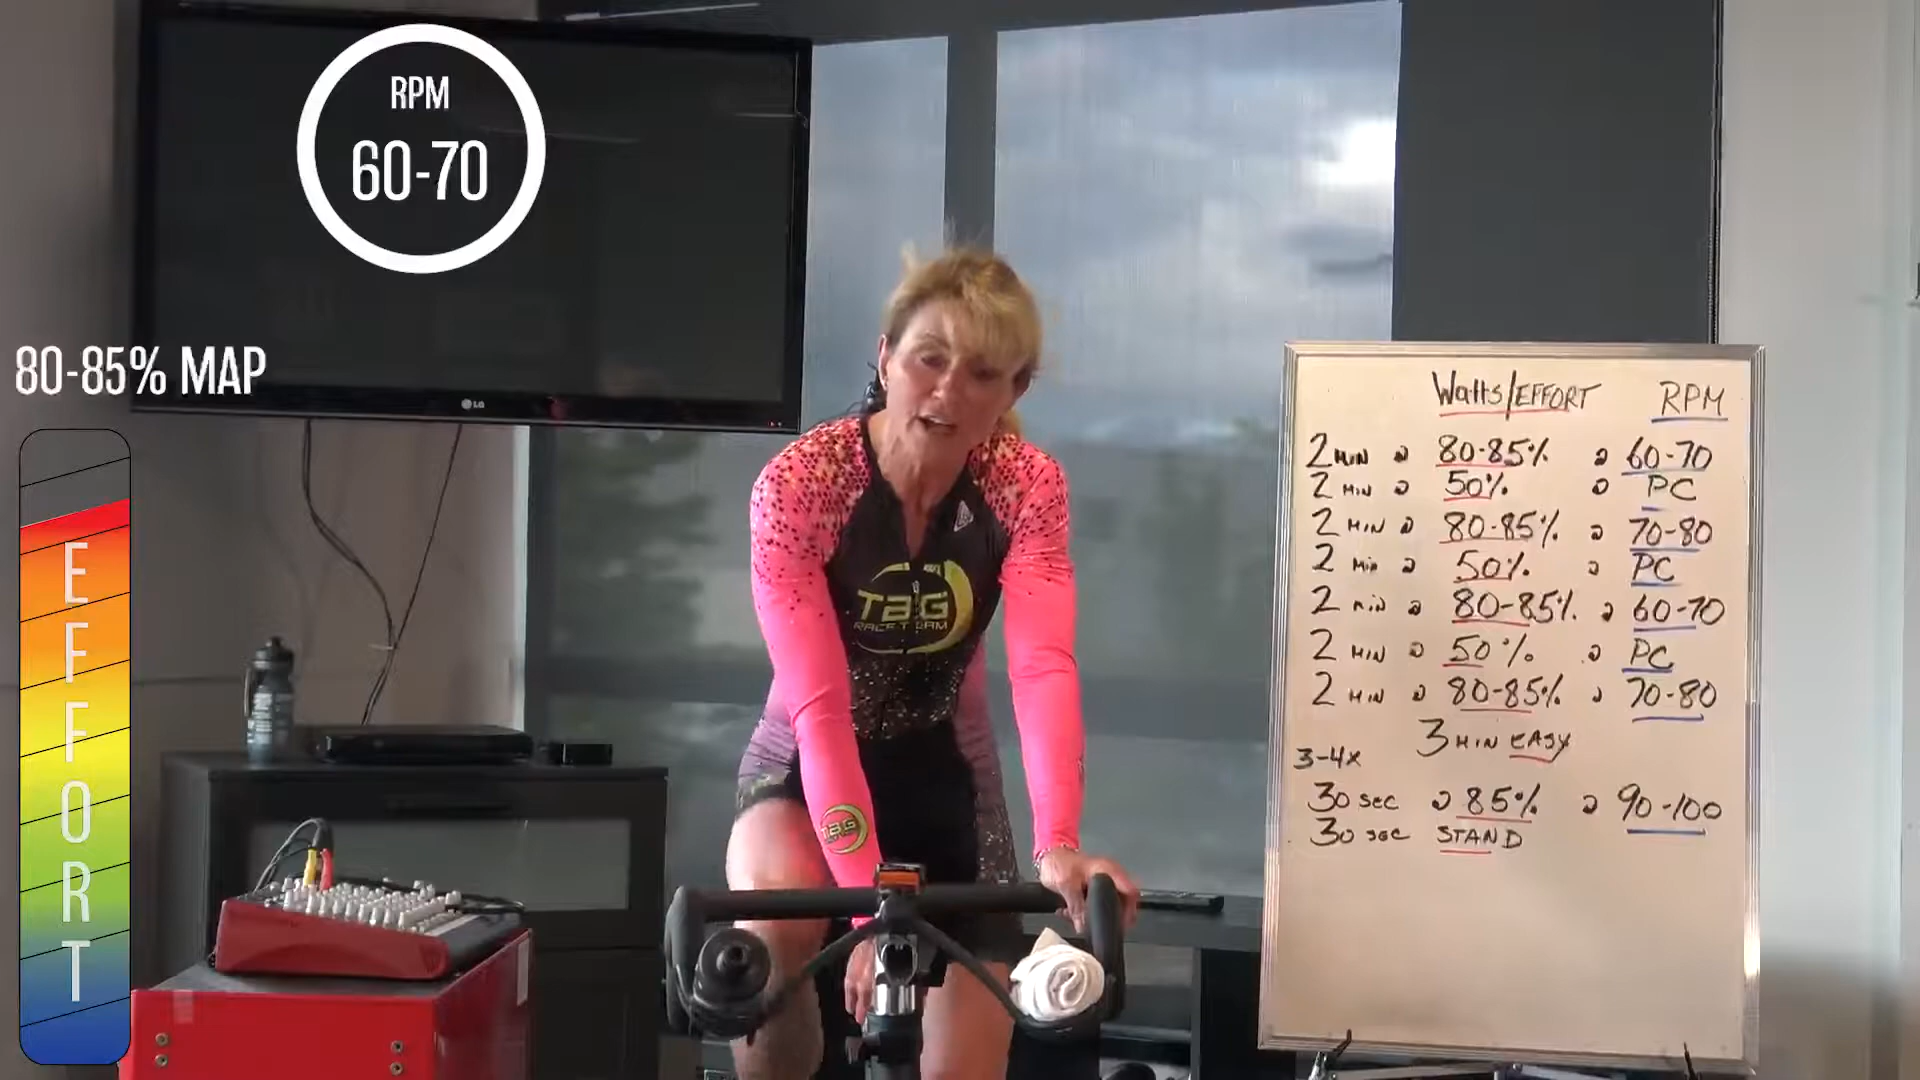 RPM
60-70
80-85% MAP
EFFORT
LG
TaG
RACE TEAM
TaG
Watts/EFFORT RPM
2 MIN @ 80-85% @ 60-70
2 MIN @ 50% @ PC
2 MIN @ 80-85% @ 70-80
2 Min @ 50% @ PC
2 MIN @ 80-85% @ 60-70
2 MIN @ 50% @ PC
2 MIN @ 80-85% @ 70-80
3 MIN EASY
3-4x
30 sec @ 85% @ 90-100
30 sec STAND